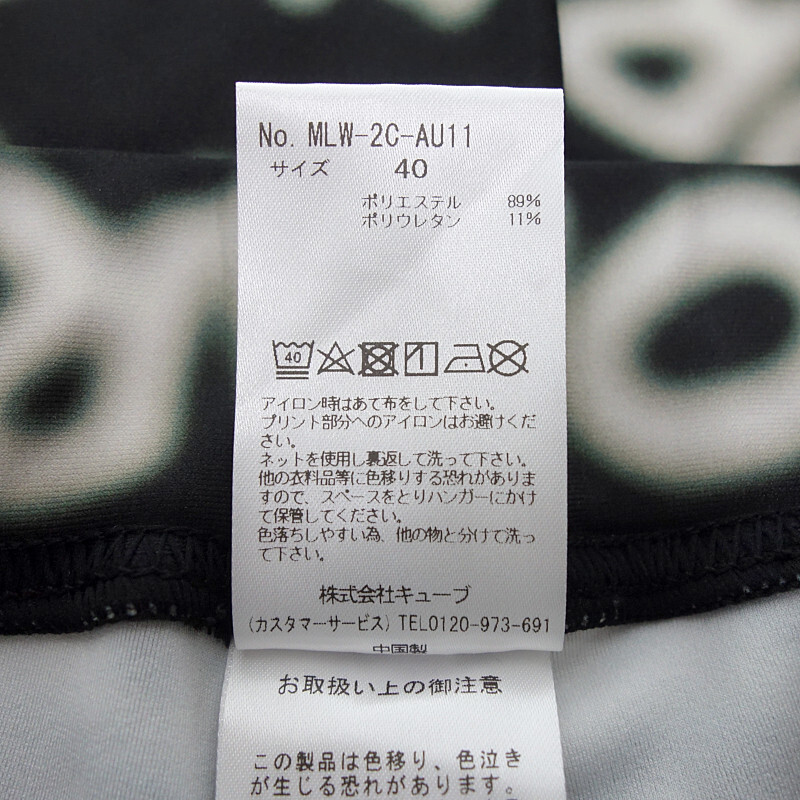 No. MLW-2C-AU11
サイズ 40
ポリエステル 89%
ポリウレタン 11%
40
アイロン時はあて布をして下さい。
プリント部分へのアイロンはお避けくだ
さい。
ネットを使用し裏返して洗って下さい。
他の衣料品等に色移りする恐れがありま
すので、スペースをとりハンガーにかけ
て保管してください。
色落ちしやすい為、他の物と分けて洗っ
て下さい。
株式会社キューブ
(カスタマーサービス) TEL0120-973-691
中国製
お取扱い上の御注意
この製品は色移り、色泣き
が生じる恐れがあります。